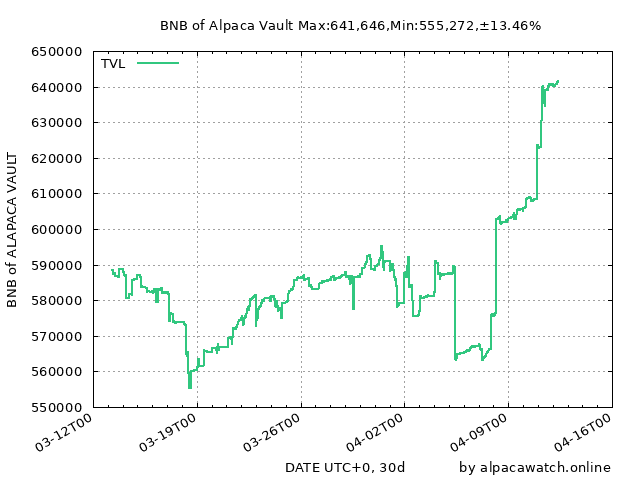 BNB of Alpaca Vault Max:641,646,Min:555,272,±13.46%
TVL
650000
640000
630000
620000
610000
600000
590000
580000
570000
560000
550000
BNB of ALAPACA VAULT
03-12T00
03-19T00
03-26T00
04-02T00
04-09T00
04-16T00
DATE UTC+0, 30d
by alpacawatch.online